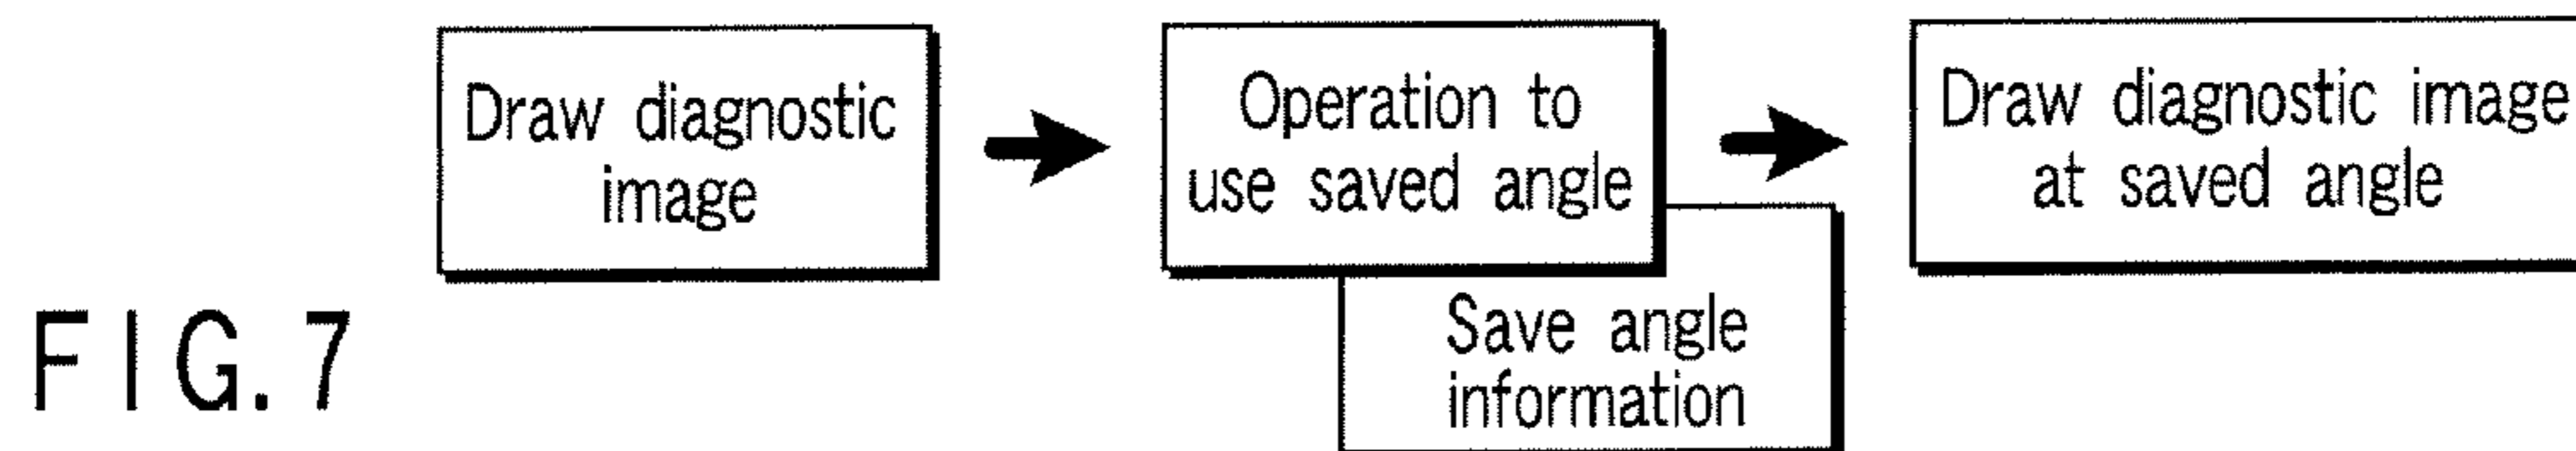 Draw diagnostic
image
Operation to
use saved angle
Save angle
information
Draw diagnostic image
at saved angle
FIG. 7